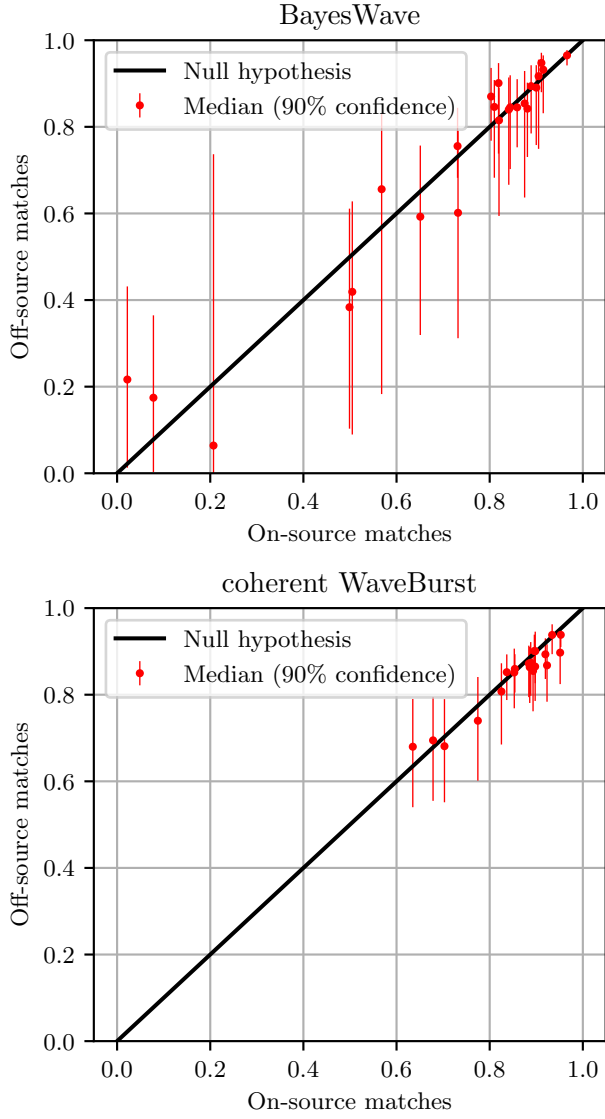 BayesWave
1.0
Null hypothesis
Median (90% confidence)
0.8
0.6
0.4
0.2
0.0
Off-source matches
0.0 0.2 0.4 0.6 0.8 1.0
On-source matches
coherent WaveBurst
1.0
Null hypothesis
Median (90% confidence)
0.8
0.6
0.4
0.2
0.0
Off-source matches
0.0 0.2 0.4 0.6 0.8 1.0
On-source matches